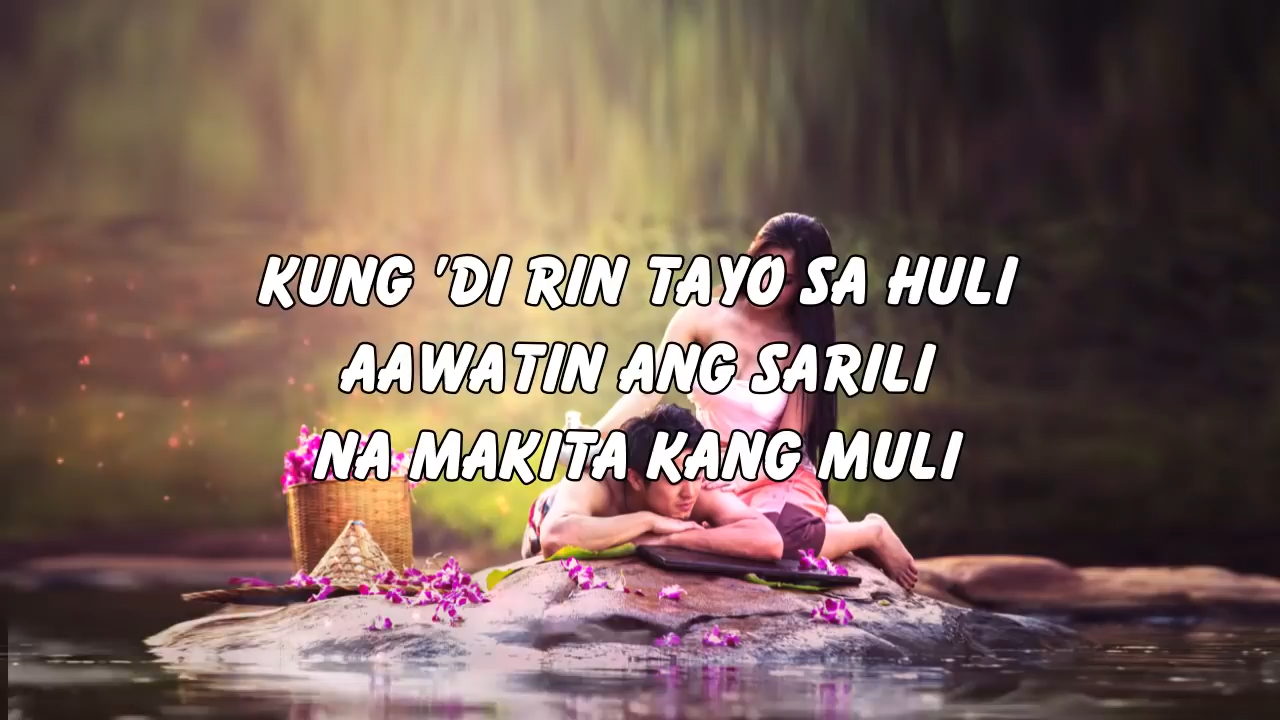 KUNG 'DI RIN TAYO SA HULI
AAWATIN ANG SARILI
NA MAKITA KANG MULI